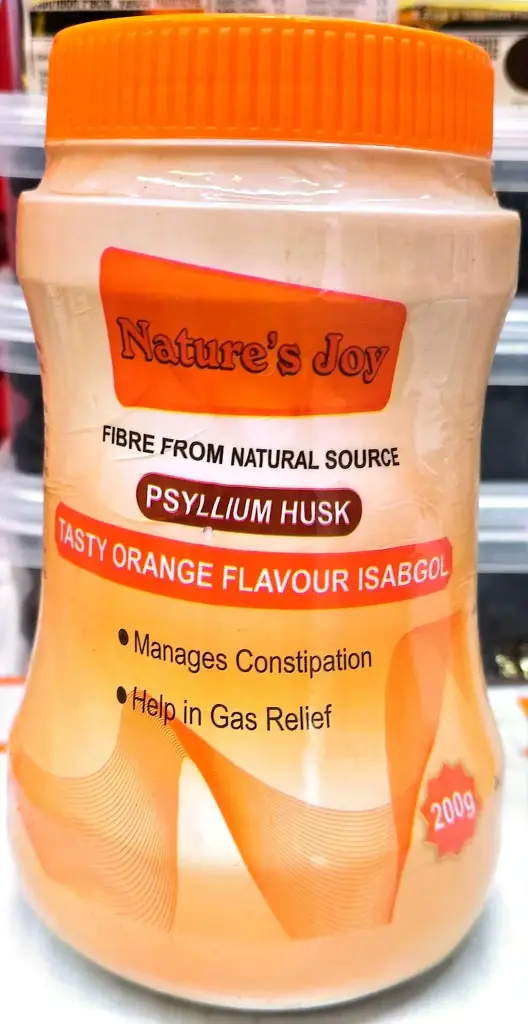 Nature's Joy
FIBRE FROM NATURAL SOURCE
PSYLLIUM HUSK
TASTY ORANGE FLAVOUR ISABGOL
• Manages Constipation
• Help in Gas Relief
200g